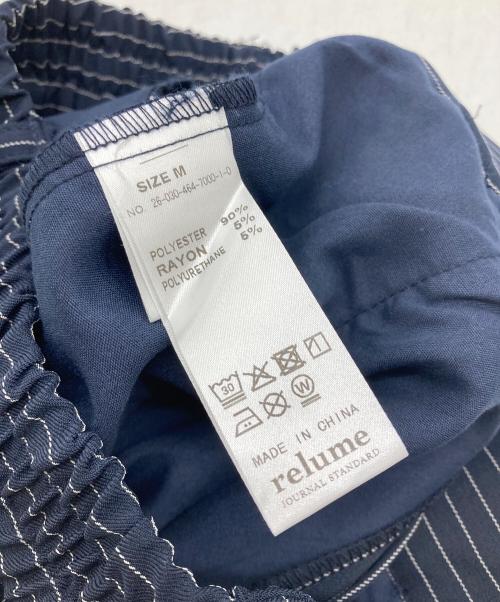 SIZE M
NO. 26-030-464-7000-1-0
POLYESTER 90%
RAYON 5%
POLYURETHANE 5%
30
W
MADE IN CHINA
relume
JOURNAL STANDARD